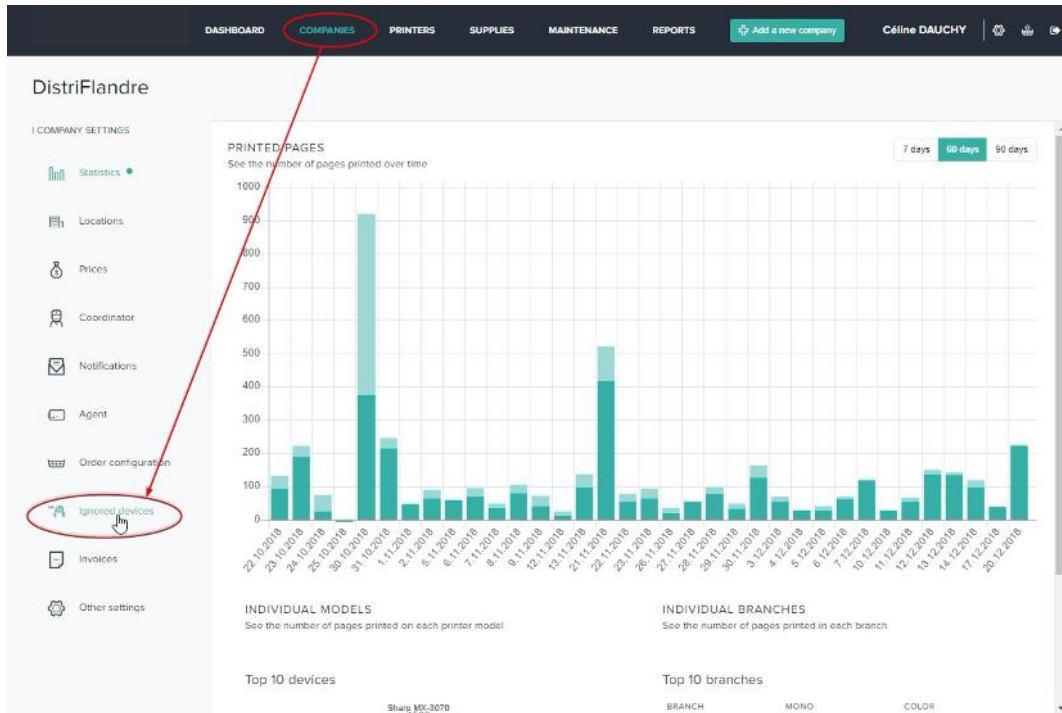 DASHBOARD COMPANIES PRINTERS SUPPLIES MAINTENANCE REPORTS Add a new company Céline DAUCHY
DistriFlandre
COMPANY SETTINGS
Statistics
Locations
Prices
Coordinator
Notifications
Agent
Order configuration
Ignored devices
Invoices
Other settings
PRINTED PAGES
See the number of pages printed over time
7 days 60 days 90 days
1000
900
800
700
600
500
400
300
200
100
0
22.10.2018 23.10.2018 24.10.2018 25.10.2018 30.10.2018 31.10.2018 1.11.2018 2.11.2018 5.11.2018 6.11.2018 7.11.2018 8.11.2018 9.11.2018 12.11.2018 13.11.2018 21.11.2018 22.11.2018 23.11.2018 26.11.2018 27.11.2018 28.11.2018 29.11.2018 30.11.2018 3.12.2018 4.12.2018 5.12.2018 6.12.2018 7.12.2018 10.12.2018 11.12.2018 12.12.2018 13.12.2018 14.12.2018 17.12.2018 20.12.2018
INDIVIDUAL MODELS
See the number of pages printed on each printer model
Top 10 devices
Sharp MX-3070
INDIVIDUAL BRANCHES
See the number of pages printed in each branch
Top 10 branches
BRANCH MONO COLOR